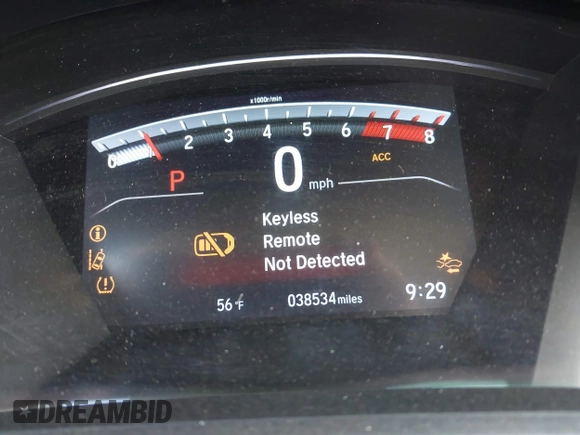 x1000r/min
0 1 2 3 4 5 6 7 8
P
0 mph
ACC
Keyless
Remote
Not Detected
56°F
038534 miles
9:29
DREAMBID